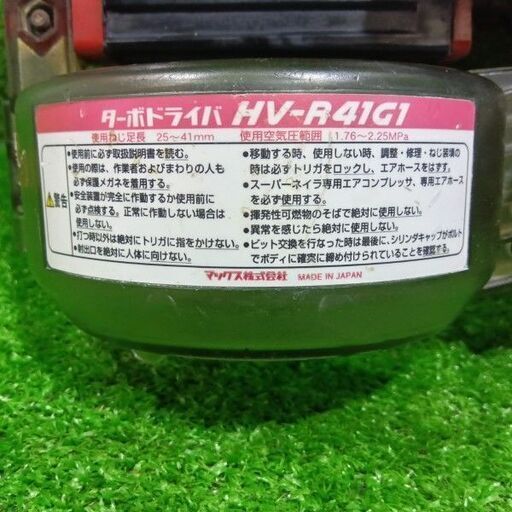 ターボドライバ HV-R41G1
使用ねじ足長 25～41mm 使用空気圧範囲 1.76～2.25MPa
警告
●使用前に必ず取扱説明書を読む。
●使用の際は、作業者およびまわりの人も
必ず保護メガネを着用する。
●安全装置が完全に作動するか使用前に
必ず点検する。正常に作動しない場合は
使用しない。
●打つ時以外は絶対にトリガに指をかけない。
●射出口を絶対に人体に向けない。
●移動する時、使用しない時、調整・修理・ねじ装填の
時は必ずトリガをロックし、エアホースをはずす。
●スーパーネイラ専用エアコンプレッサ、専用エアホース
を必ず使用する。
●揮発性可燃物のそばで絶対に使用しない。
●異常を感じたら絶対に使用しない。
●ビット交換を行なった時は最後に、シリンダキャップがボルト
でボディに確実に締め付けられていることを確認する。
マックス株式会社 MADE IN JAPAN